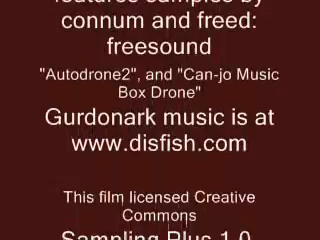 features samples by
connum and freed:
freesound
"Autodrone2", and "Can-jo Music
Box Drone"
Gurdonark music is at
www.disfish.com
This film licensed Creative
Commons
Sampling Plus 1.0